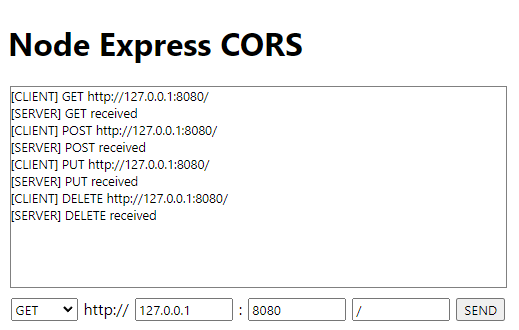 Node Express CORS
[CLIENT] GET http://127.0.0.1:8080/
[SERVER] GET received
[CLIENT] POST http://127.0.0.1:8080/
[SERVER] POST received
[CLIENT] PUT http://127.0.0.1:8080/
[SERVER] PUT received
[CLIENT] DELETE http://127.0.0.1:8080/
[SERVER] DELETE received
GET http:// 127.0.0.1 : 8080 / SEND